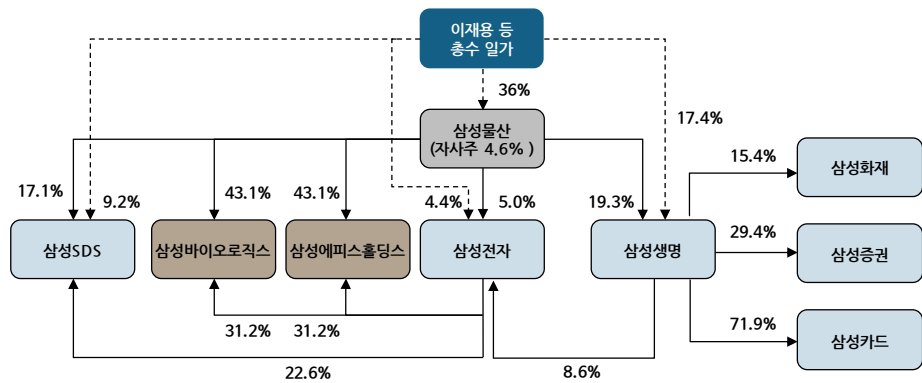 이재용 등
총수 일가
36%
17.4%
삼성물산
(자사주 4.6% )
15.4%
삼성화재
17.1%
9.2%
43.1%
43.1%
4.4%
5.0%
19.3%
삼성SDS
삼성바이오로직스
삼성에피스홀딩스
삼성전자
삼성생명
29.4%
삼성증권
31.2%
31.2%
71.9%
삼성카드
22.6%
8.6%